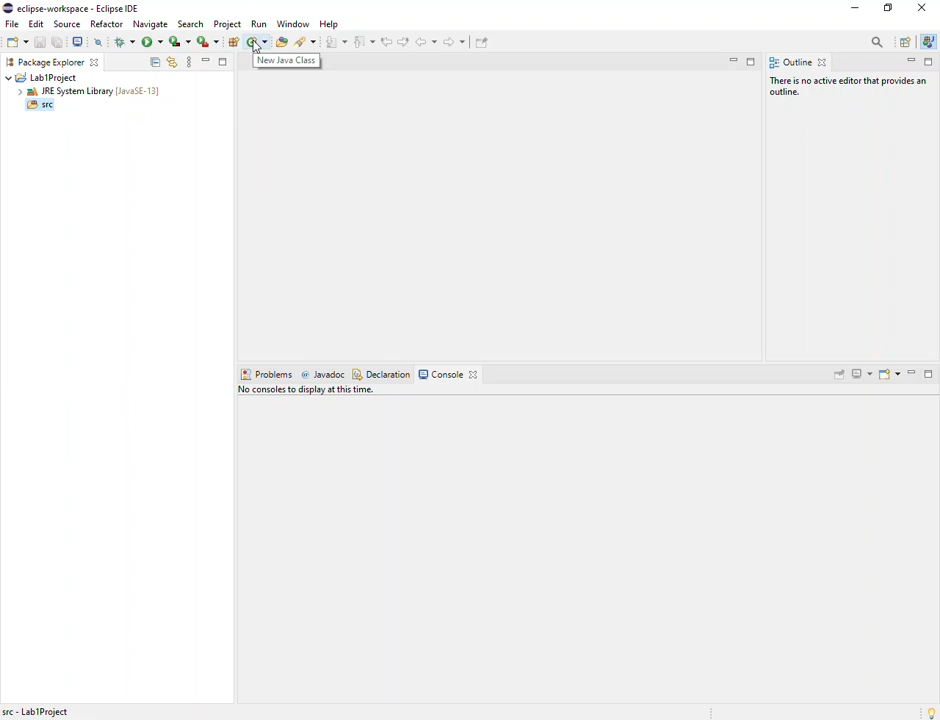 eclipse-workspace - Eclipse IDE
File Edit Source Refactor Navigate Search Project Run Window Help
New Java Class
Package Explorer
Lab1Project
JRE System Library [JavaSE-13]
src
Outline
There is no active editor that provides an
outline.
Problems Javadoc Declaration Console
No consoles to display at this time.
src - Lab1Project